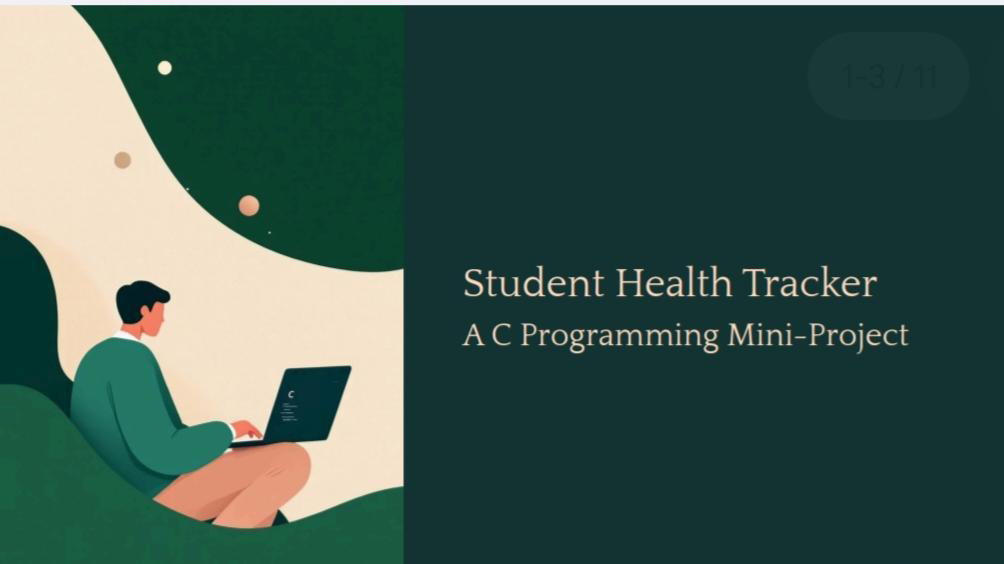 1-3 / 11
Student Health Tracker
A C Programming Mini-Project
C